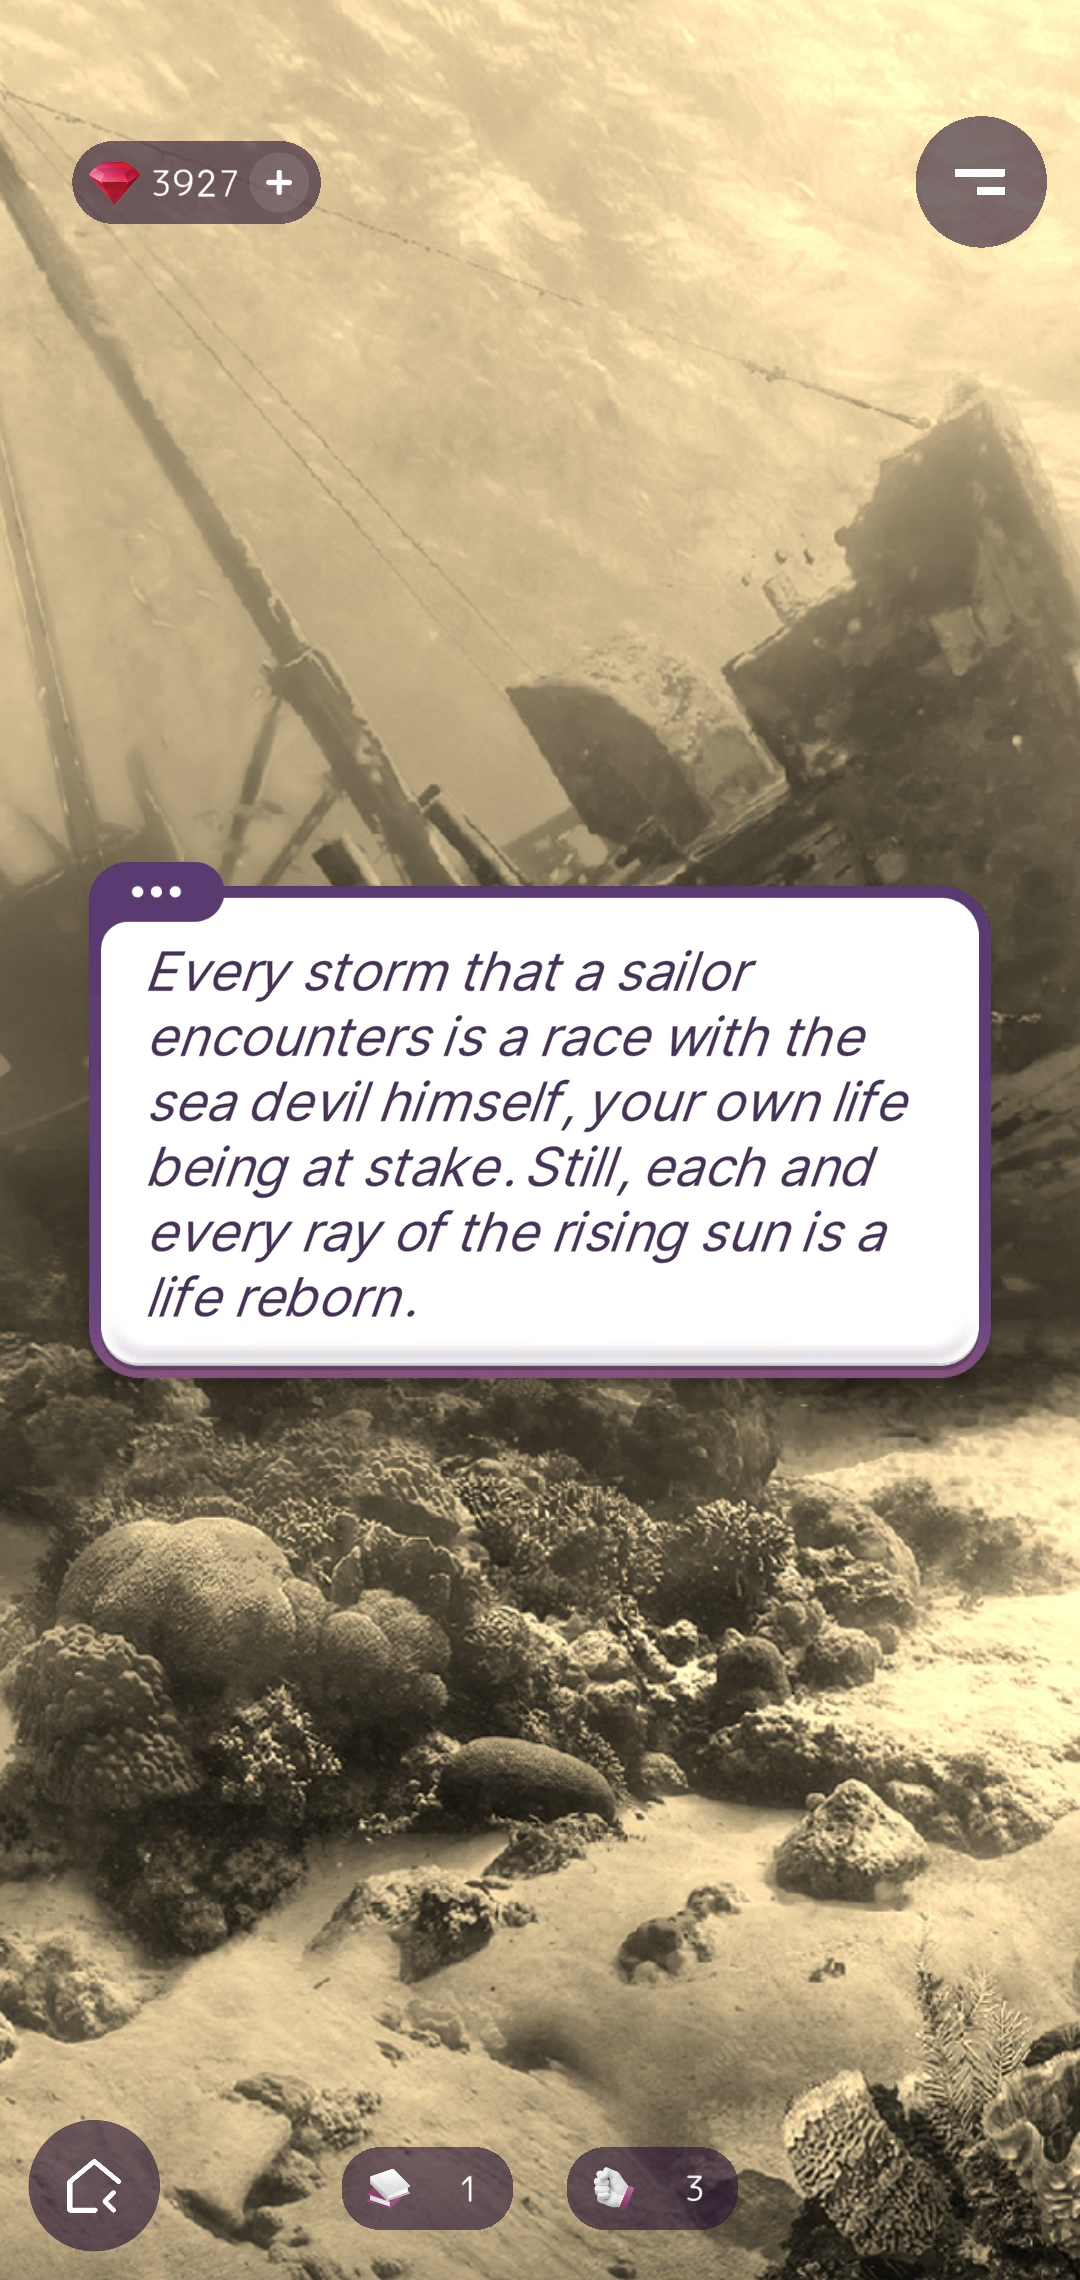 3927
Every storm that a sailor
encounters is a race with the
sea devil himself, your own life
being at stake. Still, each and
every ray of the rising sun is a
life reborn.
1
3